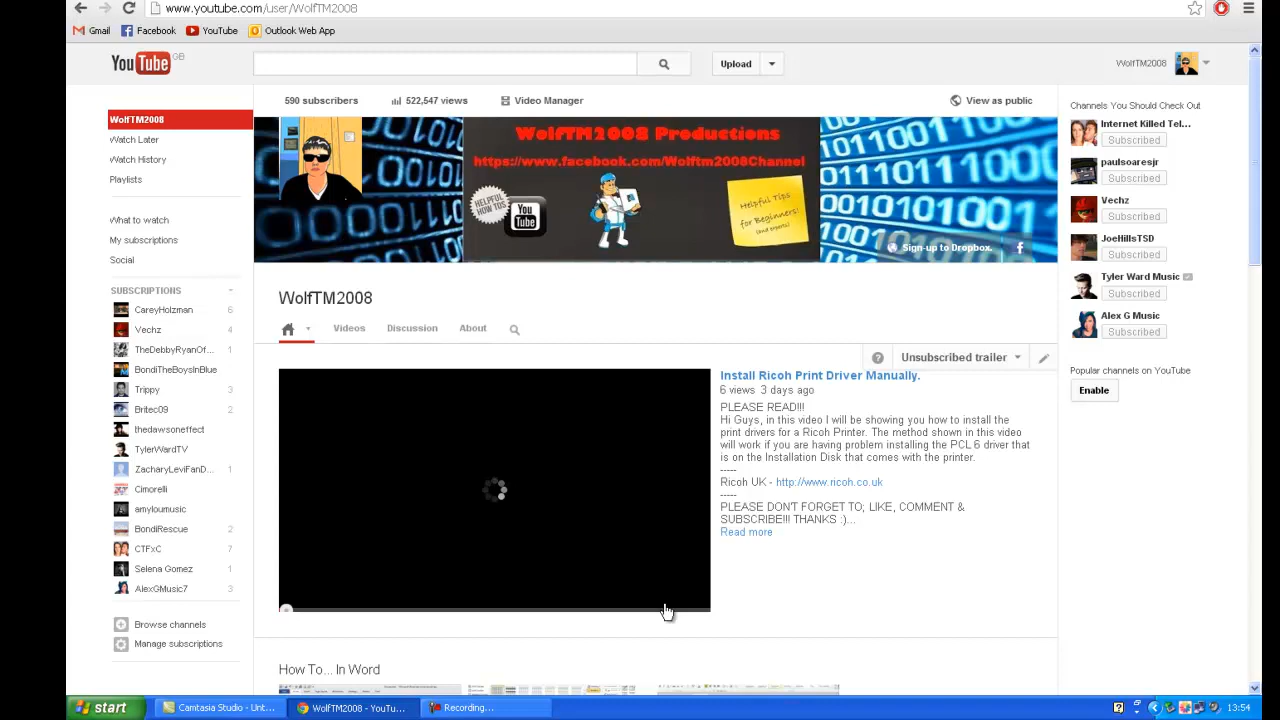 www.youtube.com/user/WolfTM2008
Gmail Facebook YouTube Outlook Web App
YouTube GB
Upload
WolfTM2008
590 subscribers 522,547 views Video Manager View as public
WolfTM2008
Watch Later
Watch History
Playlists
What to watch
My subscriptions
Social
SUBSCRIPTIONS
CareyHolzman 6
Vechz 4
TheDebbyRyanOf... 1
BondiTheBoysInBlue
Trippy 3
Britec09 2
thedawsoneffect
TylerWardTV
ZacharyLeviFanD... 1
Cimorelli
amyloumusic
BondiRescue 2
CTFxC 7
Selena Gomez 1
AlexGMusic7 3
Browse channels
Manage subscriptions
WolfTM2008 Productions
https://www.facebook.com/Wolftm2008Channel
HELPFUL
HOW TOS
You
Tube
Helpful Tips
for Beginners!
(and experts)
Sign-up to Dropbox.
WolfTM2008
Videos Discussion About
Unsubscribed trailer
Install Ricoh Print Driver Manually.
6 views 3 days ago
PLEASE READ!!!
Hi Guys, in this video I will be showing you how to install the
print drivers for a Ricoh Printer. The method shown in this video
will work if you are having problem installing the PCL 6 driver that
is on the Installation Disk that comes with the printer.
-----
Ricoh UK - http://www.ricoh.co.uk
-----
PLEASE DON'T FORGET TO; LIKE, COMMENT &
SUBSCRIBE!!! THANKS :)...
Read more
How To... In Word
Channels You Should Check Out
Internet Killed Tel...
Subscribed
paulsoaresjr
Subscribed
Vechz
Subscribed
JoeHillsTSD
Subscribed
Tyler Ward Music
Subscribed
Alex G Music
Subscribed
Popular channels on YouTube
Enable
start Camtasia Studio - Unt... WolfTM2008 - YouTu... Recording... 13:54